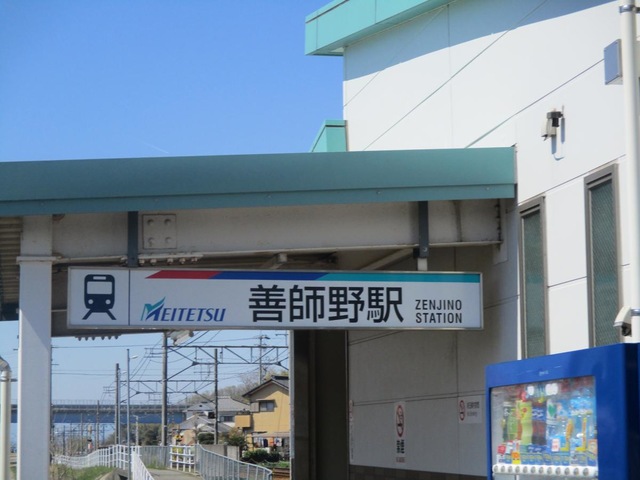 MEITETSU
善師野駅
ZENJINO
STATION